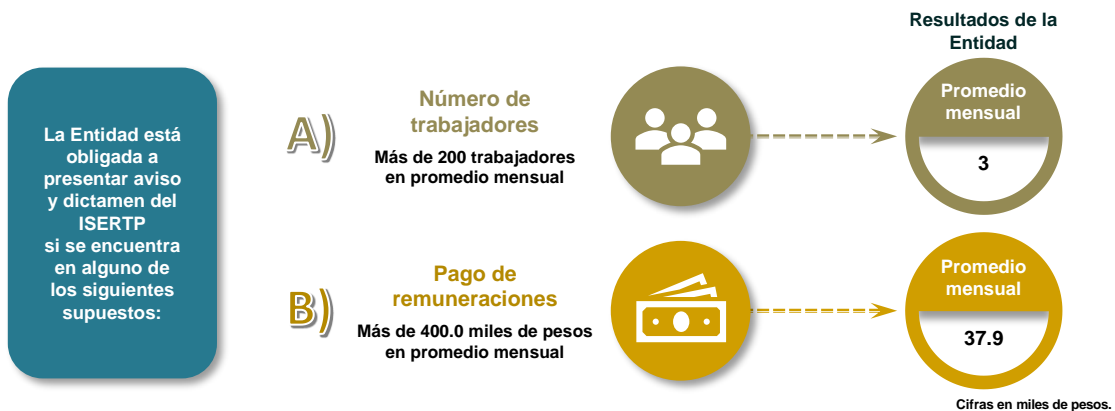 La Entidad está
obligada a
presentar aviso
y dictamen del
ISERTP
si se encuentra
en alguno de
los siguientes
supuestos:
A)
Número de
trabajadores
Más de 200 trabajadores
en promedio mensual
Resultados de la
Entidad
Promedio
mensual
3
B)
Pago de
remuneraciones
Más de 400.0 miles de pesos
en promedio mensual
Promedio
mensual
37.9
Cifras en miles de pesos.